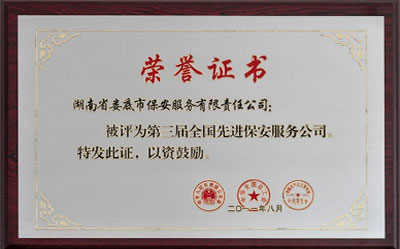 荣誉证书
湖南省娄底市保安服务有限责任公司:
被评为第三届全国先进保安服务公司。
特发此证，以资鼓励。
二〇一二年八月